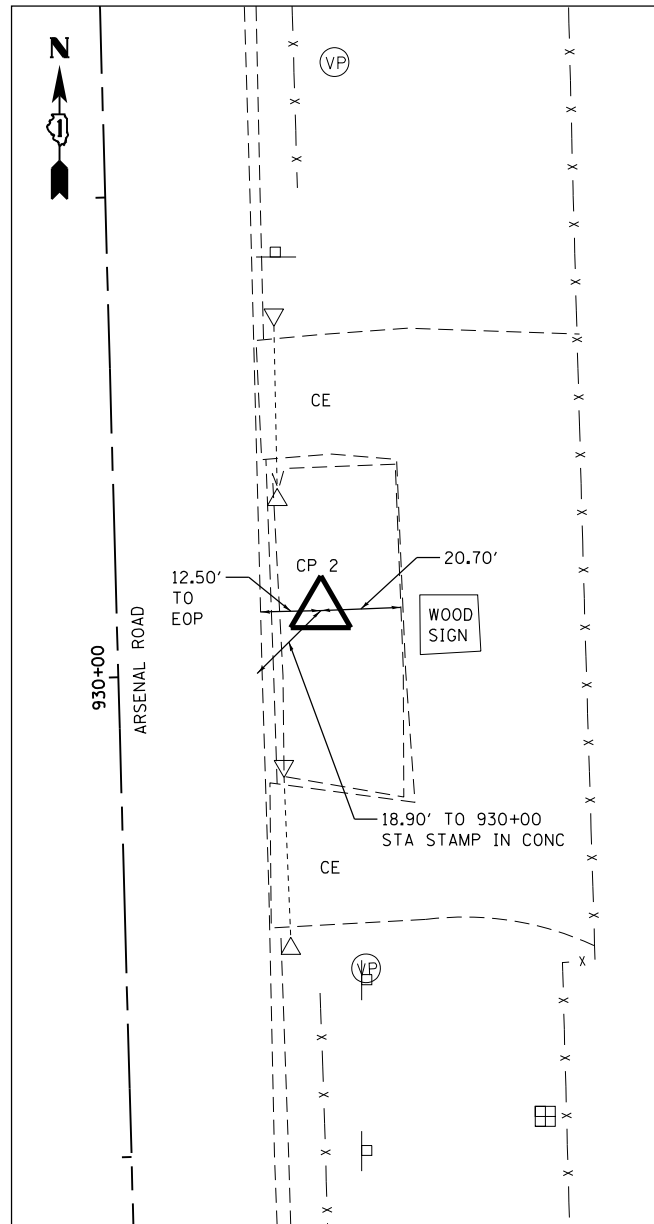 N
1
VP
CE
CP 2
20.70'
12.50'
TO
EOP
WOOD
SIGN
ARSENAL ROAD
930+00
18.90' TO 930+00
STA STAMP IN CONC
CE
VP